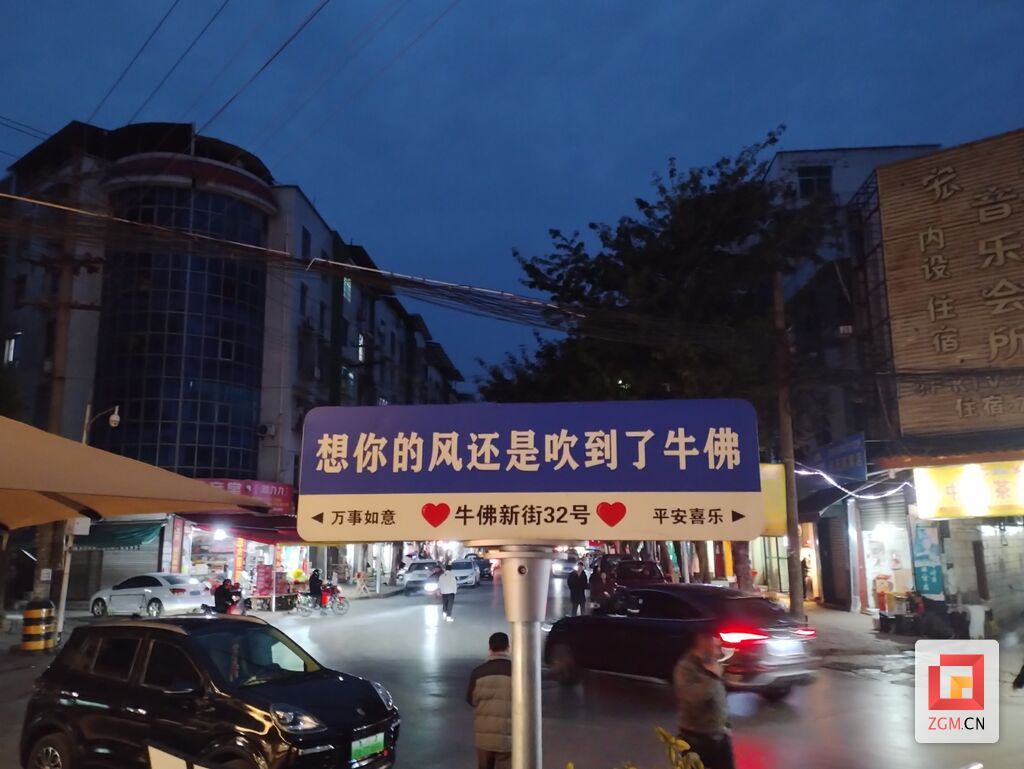 想你的风还是吹到了牛佛
◀ 万事如意 ❤ 牛佛新街32号 ❤ 平安喜乐 ▶
宏
音乐会所
内设住宿
住宿
茶
ZGM.CN